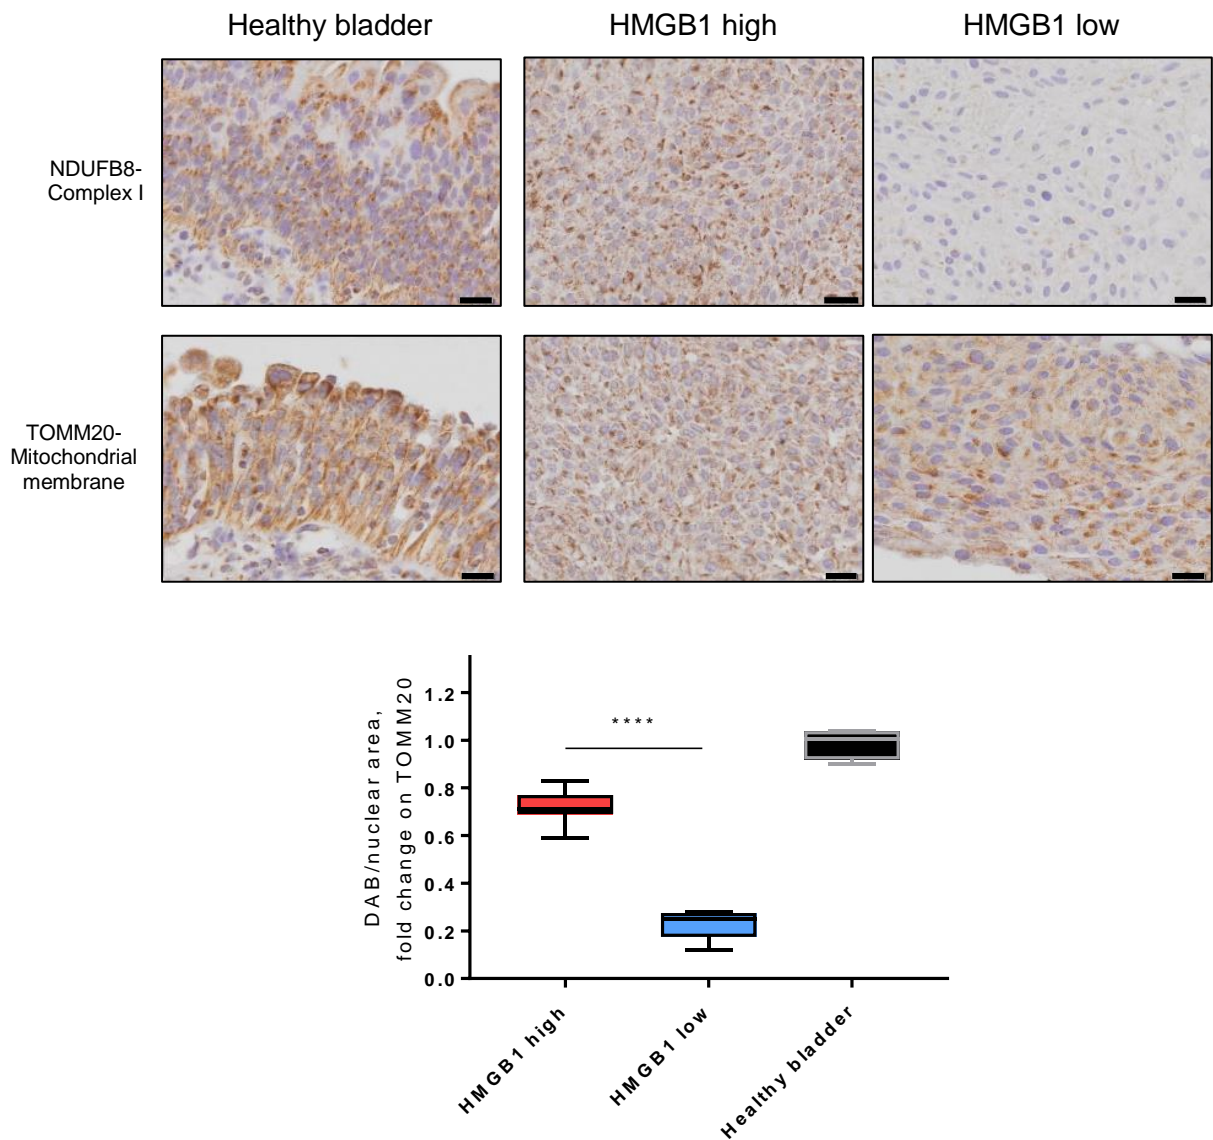 Healthy bladder
HMGB1 high
HMGB1 low
NDUFB8-
Complex I
TOMM20-
Mitochondrial
membrane
DAB/nuclear area,
fold change on TOMM20
1.2
1.0
0.8
0.6
0.4
0.2
0.0
****
HMGB1 high
HMGB1 low
Healthy bladder